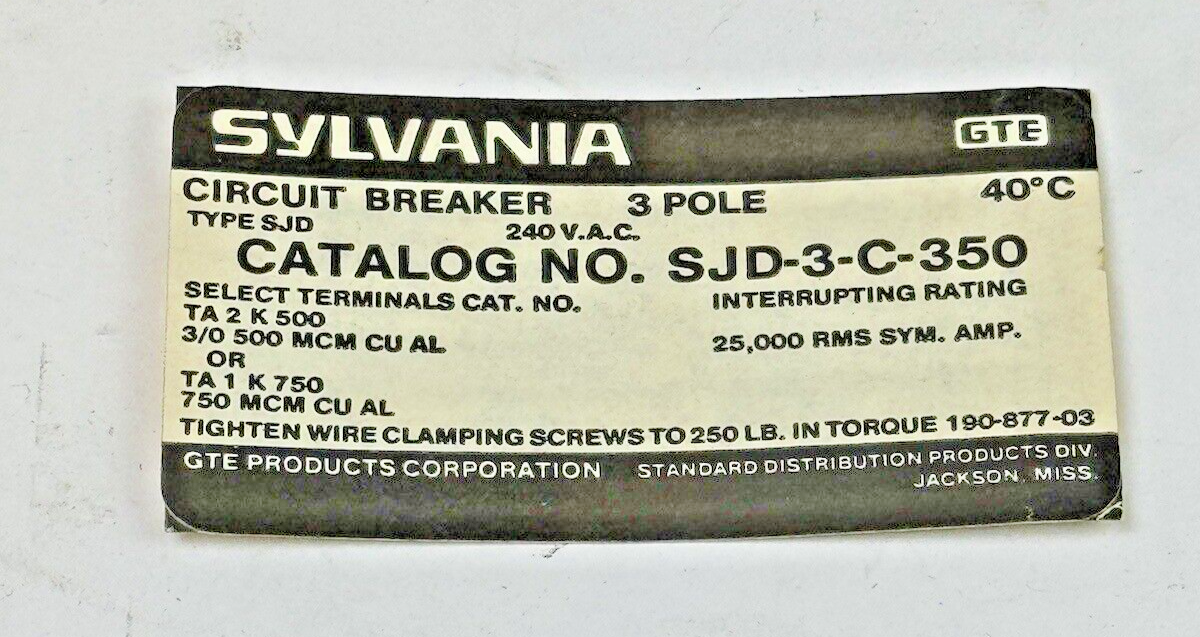 SYLVANIA GTE
CIRCUIT BREAKER 3 POLE 40°C
TYPE SJD 240 V.A.C.
CATALOG NO. SJD-3-C-350
SELECT TERMINALS CAT. NO. INTERRUPTING RATING
TA 2 K 500
3/0 500 MCM CU AL 25,000 RMS SYM. AMP.
OR
TA 1 K 750
750 MCM CU AL
TIGHTEN WIRE CLAMPING SCREWS TO 250 LB. IN TORQUE 190-877-03
GTE PRODUCTS CORPORATION STANDARD DISTRIBUTION PRODUCTS DIV.
JACKSON, MISS.